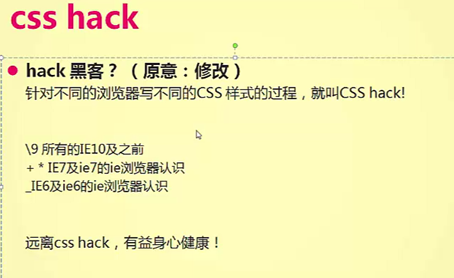 css hack
hack 黑客？（原意：修改）
针对不同的浏览器写不同的CSS 样式的过程，就叫CSS hack!
\9 所有的IE10及之前
+ * IE7及ie7的ie浏览器认识
_IE6及ie6的ie浏览器认识
远离css hack，有益身心健康！